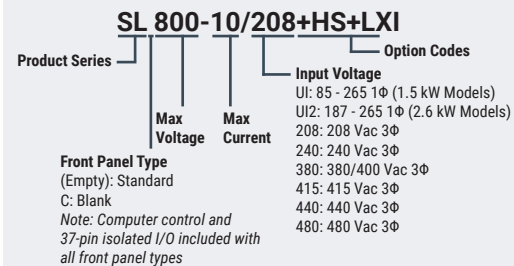 SL 800-10/208+HS+LXI
Product Series
Option Codes
Max
Voltage
Max
Current
Input Voltage
UI: 85 - 265 1Φ (1.5 kW Models)
UI2: 187 - 265 1Φ (2.6 kW Models)
208: 208 Vac 3Φ
240: 240 Vac 3Φ
380: 380/400 Vac 3Φ
415: 415 Vac 3Φ
440: 440 Vac 3Φ
480: 480 Vac 3Φ
Front Panel Type
(Empty): Standard
C: Blank
Note: Computer control and
37-pin isolated I/O included with
all front panel types